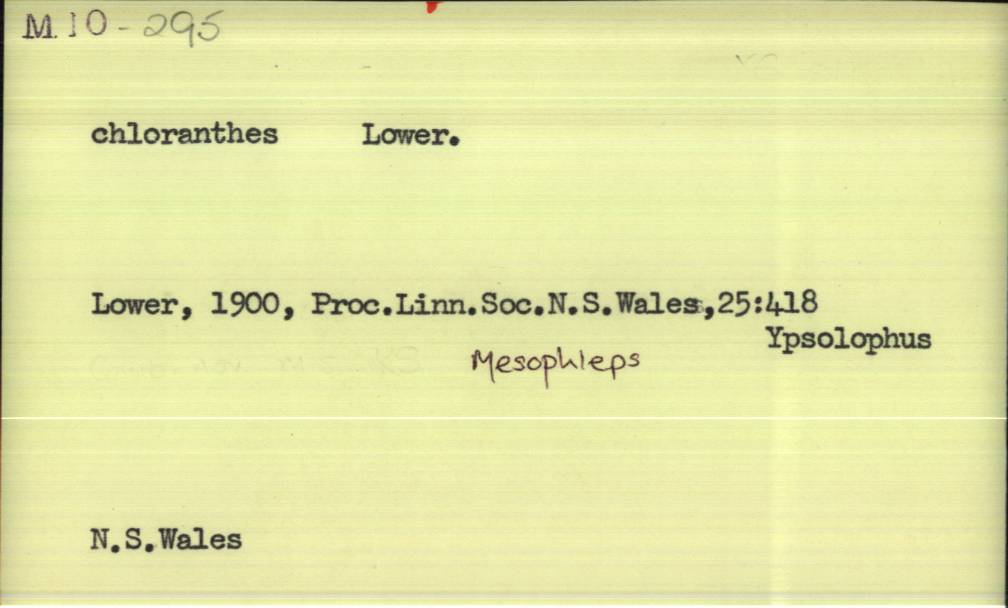 M.10-295
chloranthes Lower.
Lower, 1900, Proc.Linn.Soc.N.S.Wales,25:418
Ypsolophus
Mesophleps
N.S.Wales